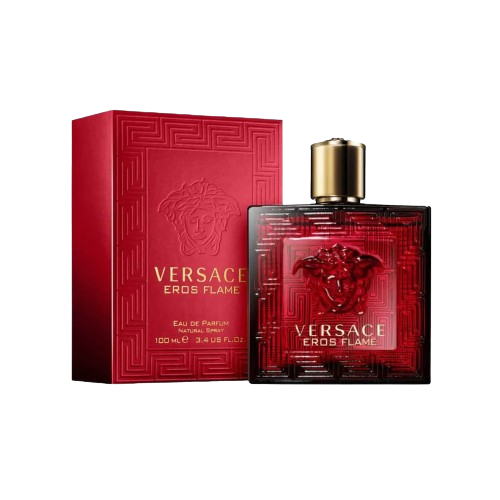 VERSACE
EROS FLAME
EAU DE PARFUM
NATURAL SPRAY
100 ML℮ 3.4 US FL.OZ.
VERSACE
EROS FLAME